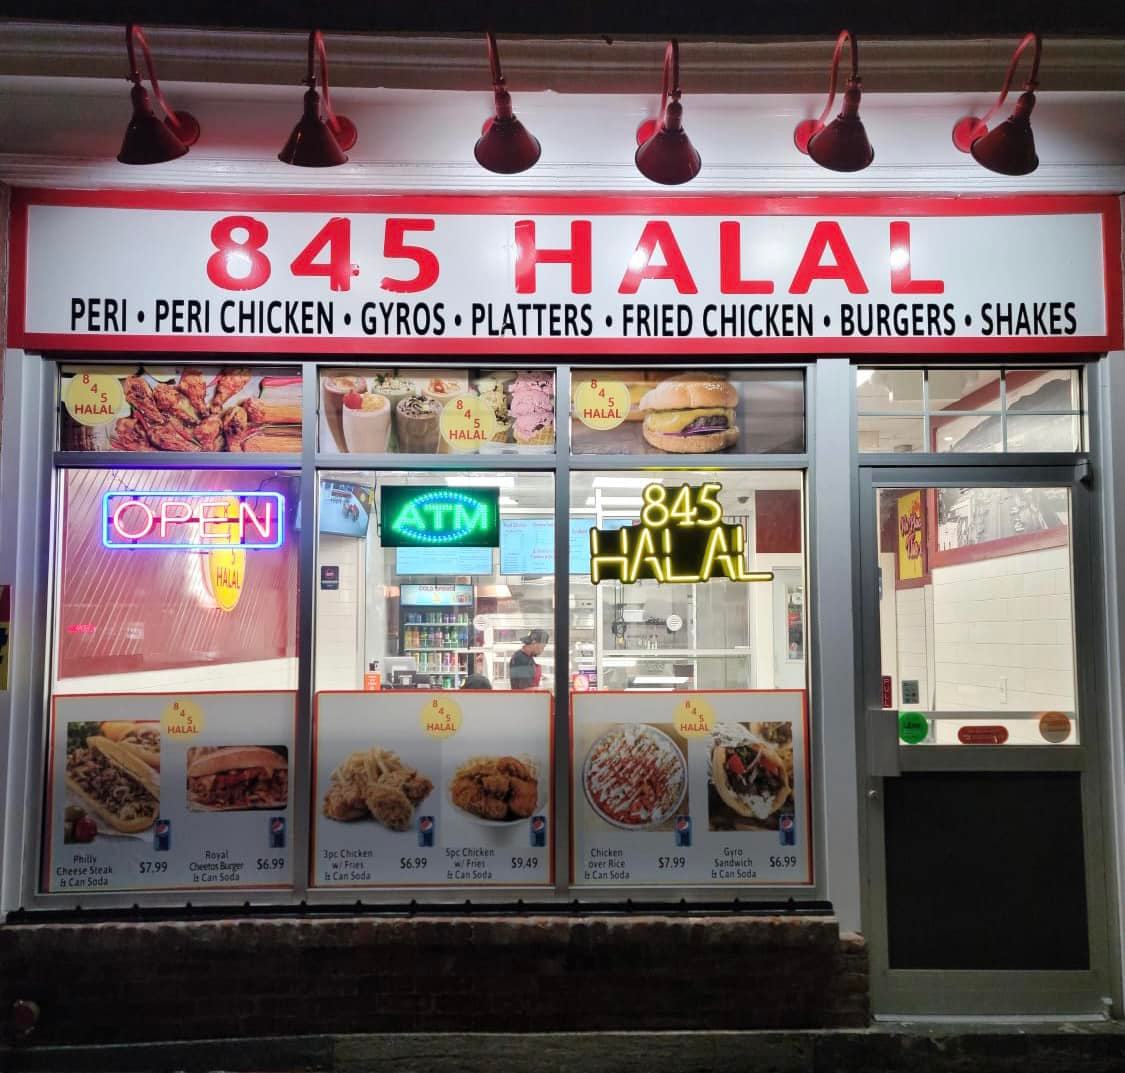 845 HALAL
PERI • PERI CHICKEN • GYROS • PLATTERS • FRIED CHICKEN • BURGERS • SHAKES
8
4
5
HALAL
8
4
5
HALAL
8
4
5
HALAL
OPEN
5
HALAL
ATM
845
HALAL
PULL
8
4
5
HALAL
Philly
Cheese Steak
& Can Soda
$7.99
Royal
Cheetos Burger
& Can Soda
$6.99
8
4
5
HALAL
3pc Chicken
w/ Fries
& Can Soda
$6.99
5pc Chicken
w/ Fries
& Can Soda
$9.49
8
4
5
HALAL
Chicken
over Rice
& Can Soda
$7.99
Gyro
Sandwich
& Can Soda
$6.99